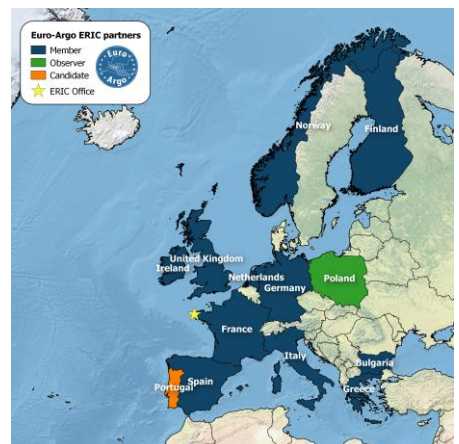 Euro-Argo ERIC partners
Member
Observer
Candidate
ERIC Office
Euro
Argo
Norway
Finland
United Kingdom
Ireland
Netherlands
Germany
Poland
France
Italy
Bulgaria
Portugal
Spain
Greece